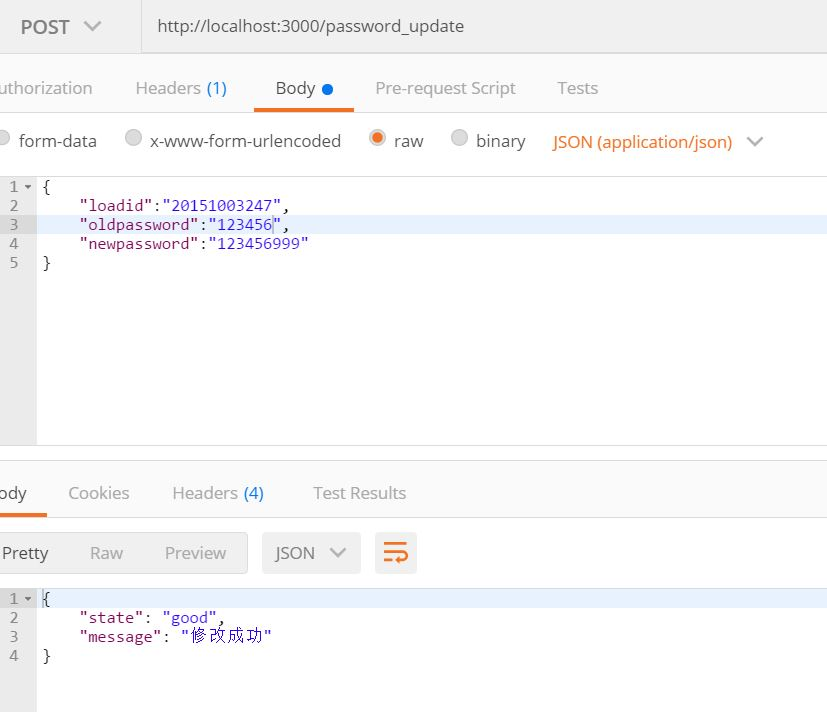 POST http://localhost:3000/password_update
uthorization Headers (1) Body Pre-request Script Tests
form-data x-www-form-urlencoded raw binary JSON (application/json)
1 {
2 "loadid":"20151003247",
3 "oldpassword":"123456",
4 "newpassword":"123456999"
5 }
ody Cookies Headers (4) Test Results
Pretty Raw Preview JSON
1 {
2 "state": "good",
3 "message": "修改成功"
4 }